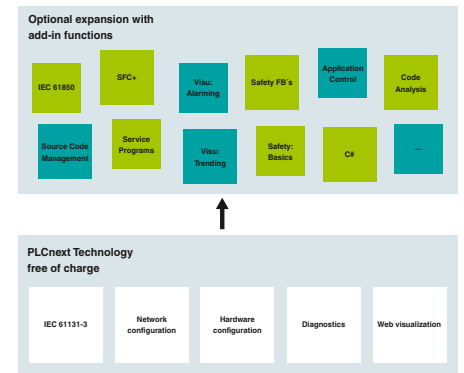 Optional expansion with
add-in functions
IEC 61850
SFC+
Visu:
Alarming
Safety FB´s
Application
Control
Code
Analysis
Source Code
Management
Service
Programs
Visu:
Trending
Safety:
Basics
C#
...
PLCnext Technology
free of charge
IEC 61131-3
Network
configuration
Hardware
configuration
Diagnostics
Web visualization